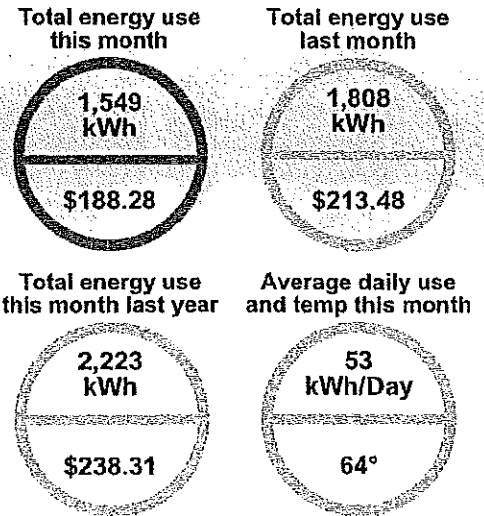 Total energy use
this month
1,549
kWh
$188.28
Total energy use
last month
1,808
kWh
$213.48
Total energy use
this month last year
2,223
kWh
$238.31
Average daily use
and temp this month
53
kWh/Day
64°